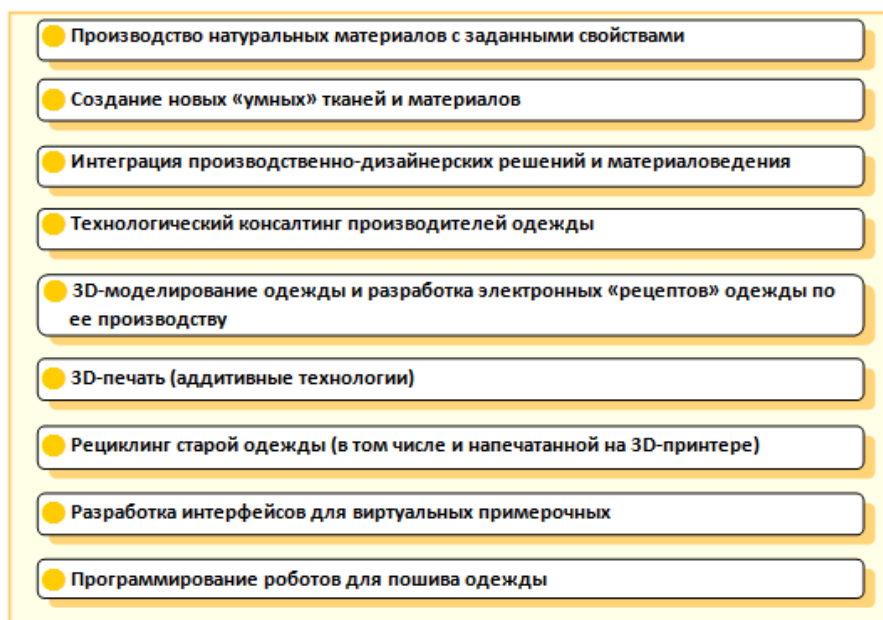 Производство натуральных материалов с заданными свойствами
Создание новых «умных» тканей и материалов
Интеграция производственно-дизайнерских решений и материаловедения
Технологический консалтинг производителей одежды
3D-моделирование одежды и разработка электронных «рецептов» одежды по
ее производству
3D-печать (аддитивные технологии)
Рециклинг старой одежды (в том числе и напечатанной на 3D-принтере)
Разработка интерфейсов для виртуальных примерочных
Программирование роботов для пошива одежды